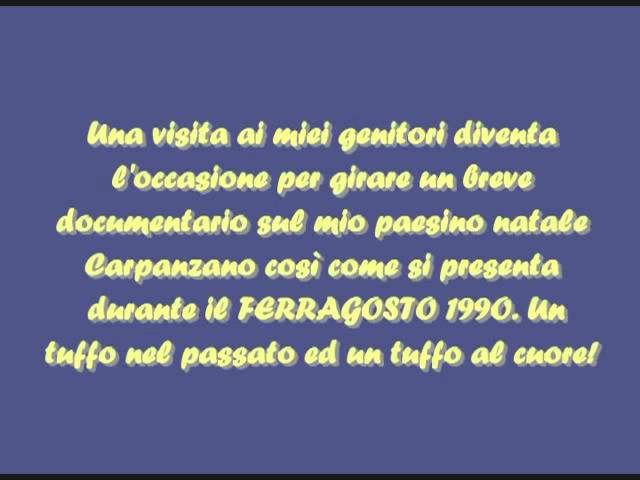 Una visita ai miei genitori diventa
l'occasione per girare un breve
documentario sul mio paesino natale
Carpanzano così come si presenta
durante il FERRAGOSTO 1990. Un
tuffo nel passato ed un tuffo al cuore!